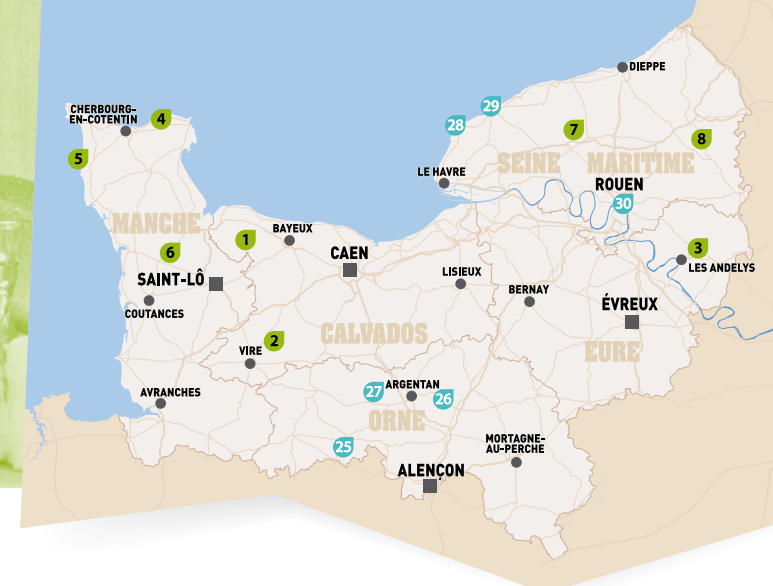 DIEPPE
29
CHERBOURG-
EN-COTENTIN
4
28
7
8
5
SEINE
MARITIME
LE HAVRE
ROUEN
30
MANCHE
BAYEUX
1
3
CAEN
6
LES ANDELYS
SAINT-LÔ
LISIEUX
BERNAY
COUTANCES
ÉVREUX
CALVADOS
2
VIRE
EURE
AVRANCHES
27
ARGENTAN
26
ORNE
25
MORTAGNE-
AU-PERCHE
ALENÇON